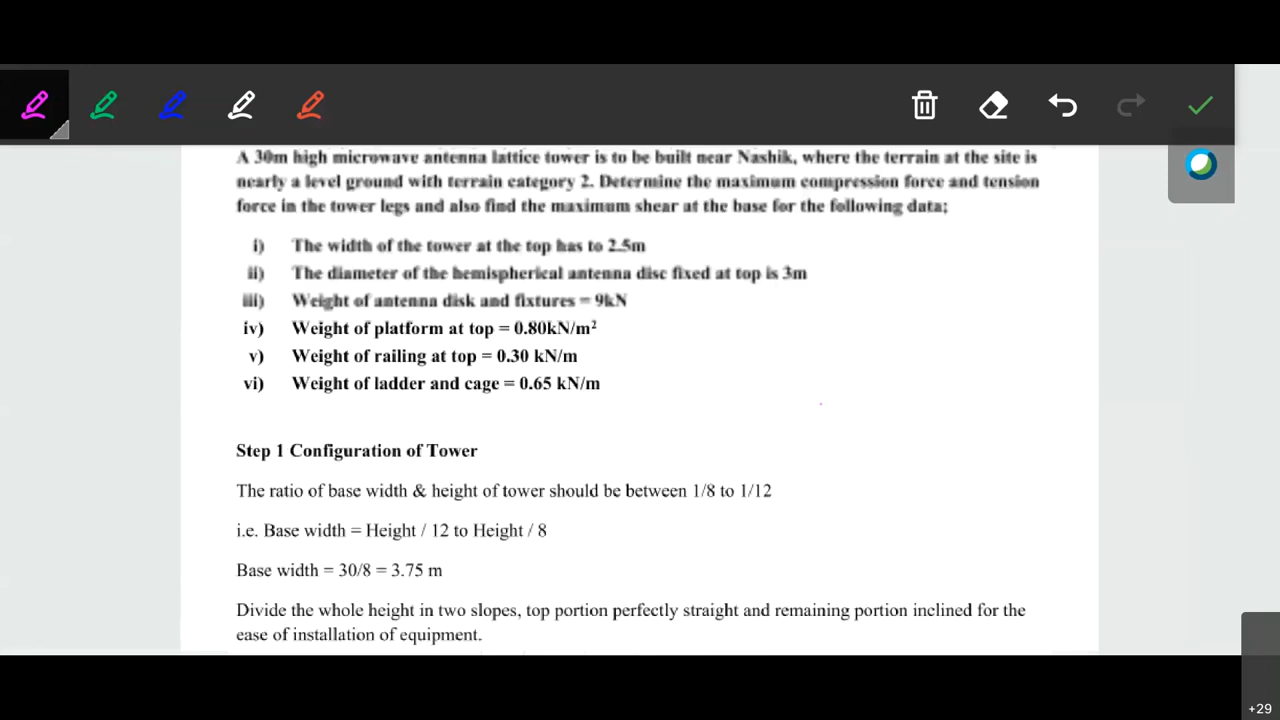 A 30m high microwave antenna lattice tower is to be built near Nashik, where the terrain at the site is
nearly a level ground with terrain category 2. Determine the maximum compression force and tension
force in the tower legs and also find the maximum shear at the base for the following data;
i) The width of the tower at the top has to 2.5m
ii) The diameter of the hemispherical antenna disc fixed at top is 3m
iii) Weight of antenna disk and fixtures = 9kN
iv) Weight of platform at top = 0.80kN/m²
v) Weight of railing at top = 0.30 kN/m
vi) Weight of ladder and cage = 0.65 kN/m
Step 1 Configuration of Tower
The ratio of base width & height of tower should be between 1/8 to 1/12
i.e. Base width = Height / 12 to Height / 8
Base width = 30/8 = 3.75 m
Divide the whole height in two slopes, top portion perfectly straight and remaining portion inclined for the
ease of installation of equipment.
+29